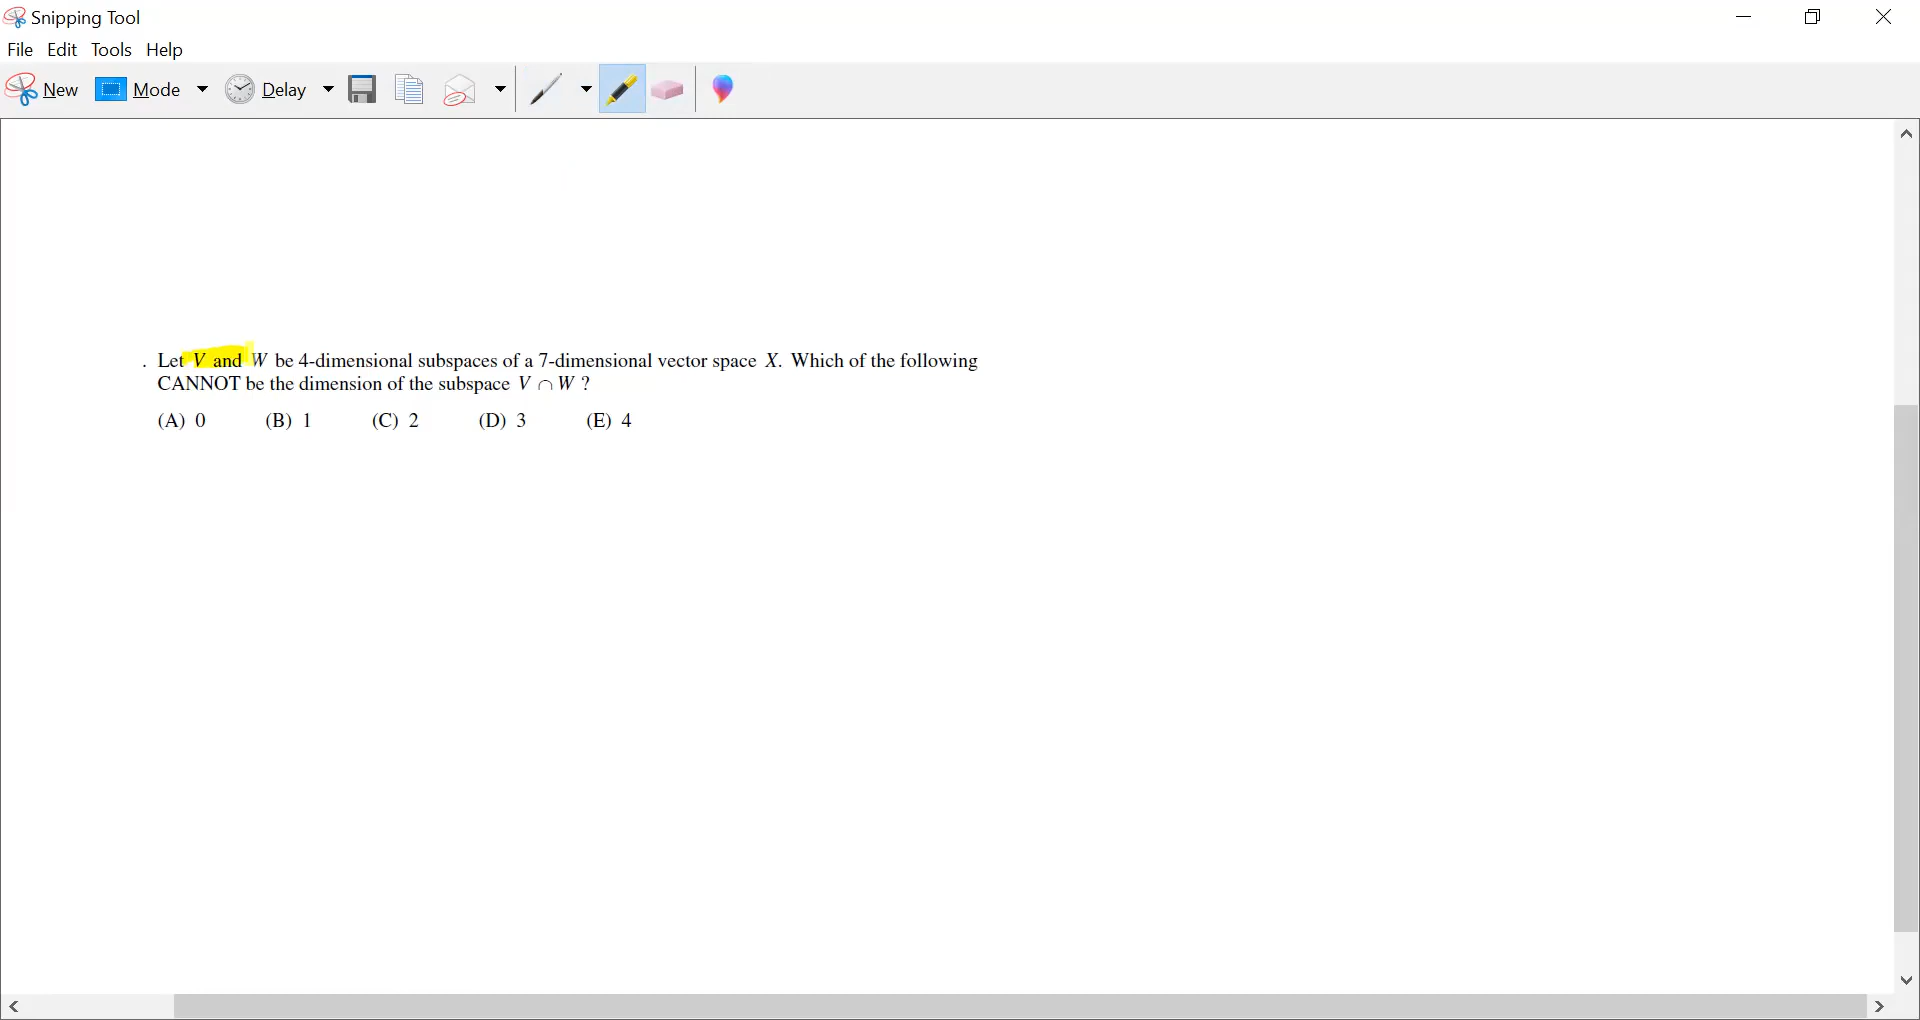 Snipping Tool
File Edit Tools Help
New Mode Delay
. Let V and W be 4-dimensional subspaces of a 7-dimensional vector space X. Which of the following
CANNOT be the dimension of the subspace V ∩ W ?
(A) 0 (B) 1 (C) 2 (D) 3 (E) 4